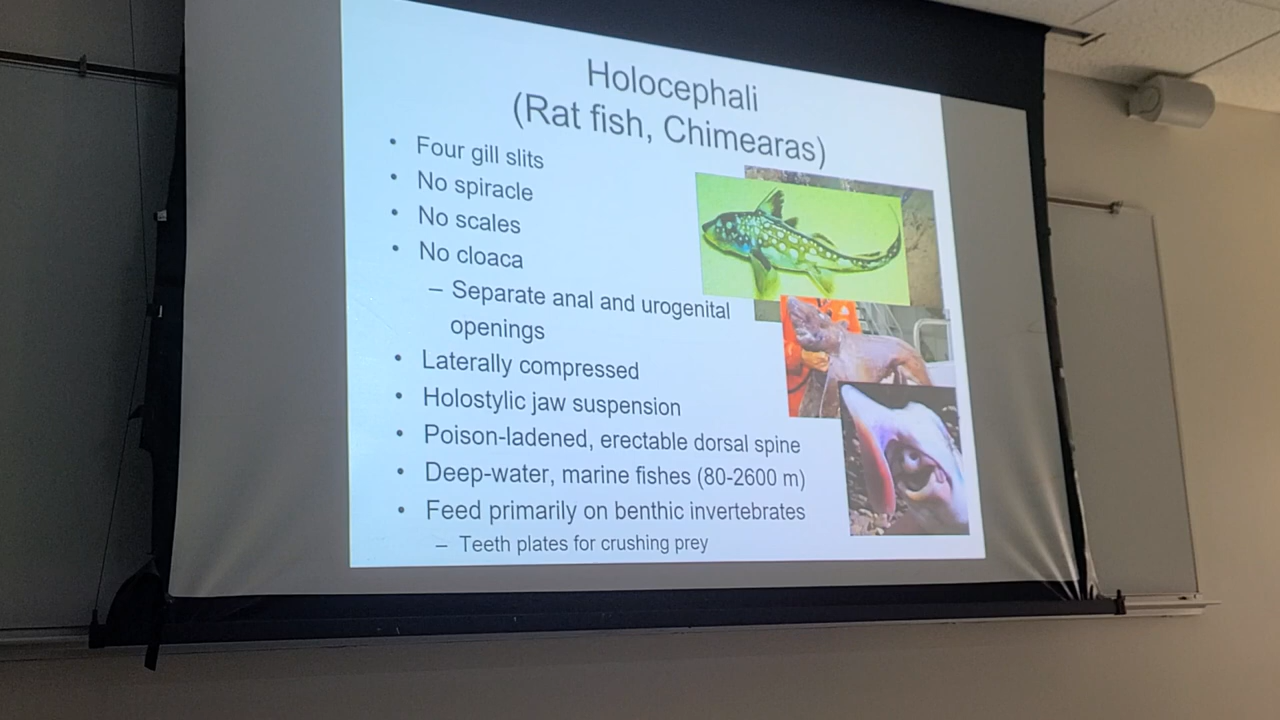 Holocephali
(Rat fish, Chimearas)
• Four gill slits
• No spiracle
• No scales
• No cloaca
– Separate anal and urogenital
openings
• Laterally compressed
• Holostylic jaw suspension
• Poison-ladened, erectable dorsal spine
• Deep-water, marine fishes (80-2600 m)
• Feed primarily on benthic invertebrates
– Teeth plates for crushing prey